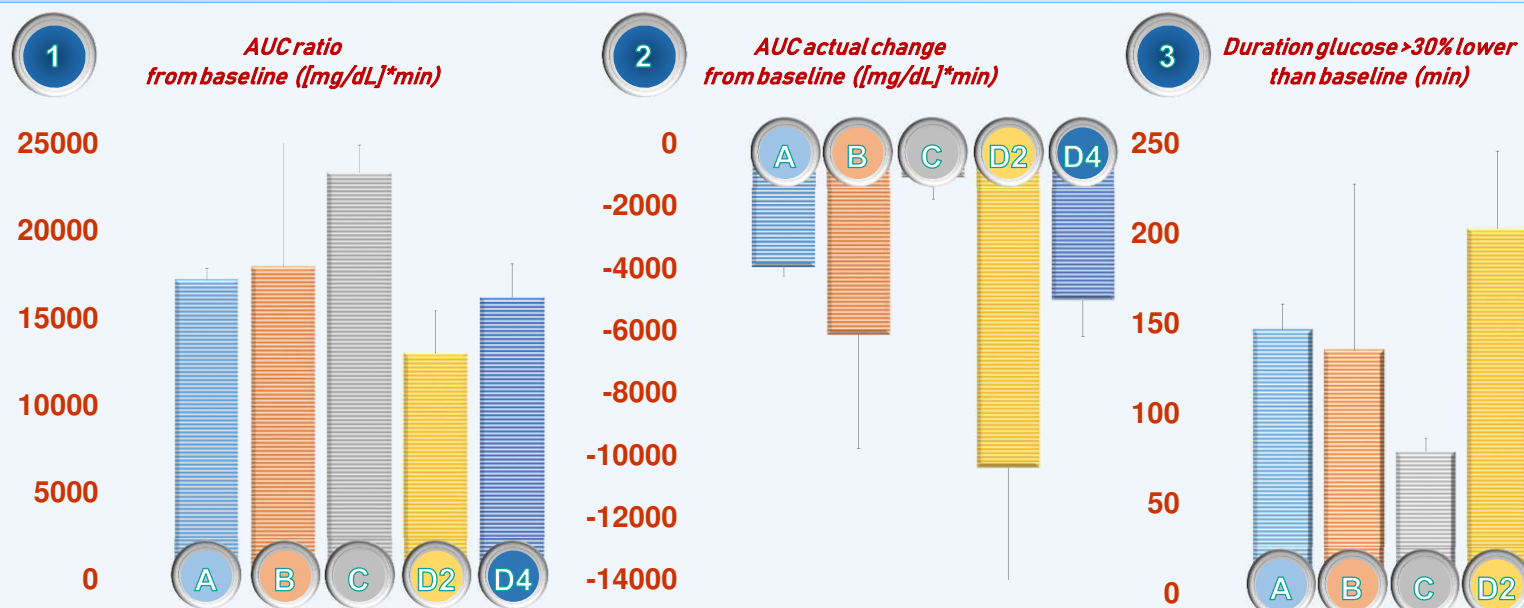 1
AUC ratio
from baseline ([mg/dL]*min)
25000
20000
15000
10000
5000
0
A B C D2 D4
2
AUC actual change
from baseline ([mg/dL]*min)
A B C D2 D4
0
-2000
-4000
-6000
-8000
-10000
-12000
-14000
3
Duration glucose >30% lower
than baseline (min)
250
200
150
100
50
0
A B C D2